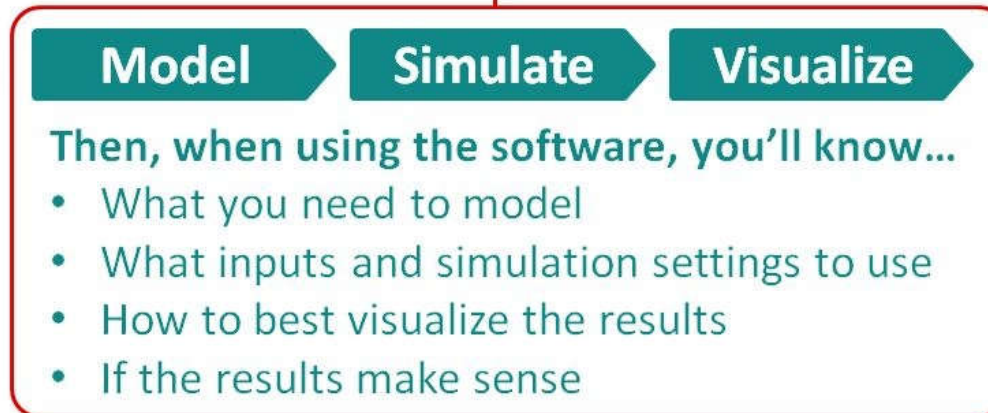 Model Simulate Visualize
Then, when using the software, you’ll know…
• What you need to model
• What inputs and simulation settings to use
• How to best visualize the results
• If the results make sense